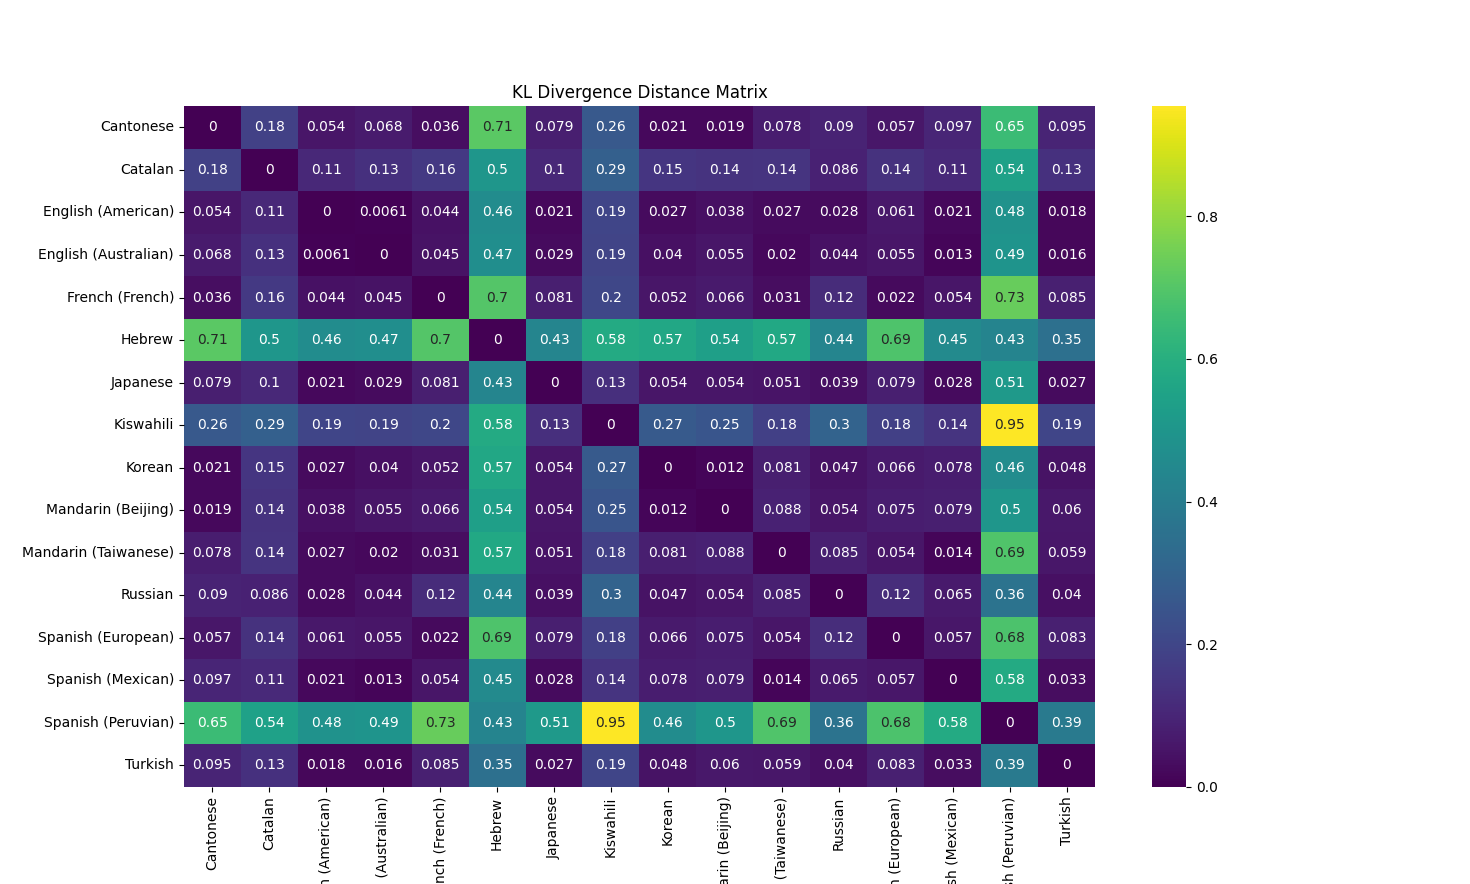 KL Divergence Distance Matrix
Cantonese 0 0.18 0.054 0.068 0.036 0.71 0.079 0.26 0.021 0.019 0.078 0.09 0.057 0.097 0.65 0.095
Catalan 0.18 0 0.11 0.13 0.16 0.5 0.1 0.29 0.15 0.14 0.14 0.086 0.14 0.11 0.54 0.13
English (American) 0.054 0.11 0 0.0061 0.044 0.46 0.021 0.19 0.027 0.038 0.027 0.028 0.061 0.021 0.48 0.018
English (Australian) 0.068 0.13 0.0061 0 0.045 0.47 0.029 0.19 0.04 0.055 0.02 0.044 0.055 0.013 0.49 0.016
French (French) 0.036 0.16 0.044 0.045 0 0.7 0.081 0.2 0.052 0.066 0.031 0.12 0.022 0.054 0.73 0.085
Hebrew 0.71 0.5 0.46 0.47 0.7 0 0.43 0.58 0.57 0.54 0.57 0.44 0.69 0.45 0.43 0.35
Japanese 0.079 0.1 0.021 0.029 0.081 0.43 0 0.13 0.054 0.054 0.051 0.039 0.079 0.028 0.51 0.027
Kiswahili 0.26 0.29 0.19 0.19 0.2 0.58 0.13 0 0.27 0.25 0.18 0.3 0.18 0.14 0.95 0.19
Korean 0.021 0.15 0.027 0.04 0.052 0.57 0.054 0.27 0 0.012 0.081 0.047 0.066 0.078 0.46 0.048
Mandarin (Beijing) 0.019 0.14 0.038 0.055 0.066 0.54 0.054 0.25 0.012 0 0.088 0.054 0.075 0.079 0.5 0.06
Mandarin (Taiwanese) 0.078 0.14 0.027 0.02 0.031 0.57 0.051 0.18 0.081 0.088 0 0.085 0.054 0.014 0.69 0.059
Russian 0.09 0.086 0.028 0.044 0.12 0.44 0.039 0.3 0.047 0.054 0.085 0 0.12 0.065 0.36 0.04
Spanish (European) 0.057 0.14 0.061 0.055 0.022 0.69 0.079 0.18 0.066 0.075 0.054 0.12 0 0.057 0.68 0.083
Spanish (Mexican) 0.097 0.11 0.021 0.013 0.054 0.45 0.028 0.14 0.078 0.079 0.014 0.065 0.057 0 0.58 0.033
Spanish (Peruvian) 0.65 0.54 0.48 0.49 0.73 0.43 0.51 0.95 0.46 0.5 0.69 0.36 0.68 0.58 0 0.39
Turkish 0.095 0.13 0.018 0.016 0.085 0.35 0.027 0.19 0.048 0.06 0.059 0.04 0.083 0.033 0.39 0
Cantonese
Catalan
(American)
(Australian)
(French)
Hebrew
Japanese
Kiswahili
Korean
(Beijing)
(Taiwanese)
Russian
(European)
(Mexican)
(Peruvian)
Turkish
0.8
0.6
0.4
0.2
0.0